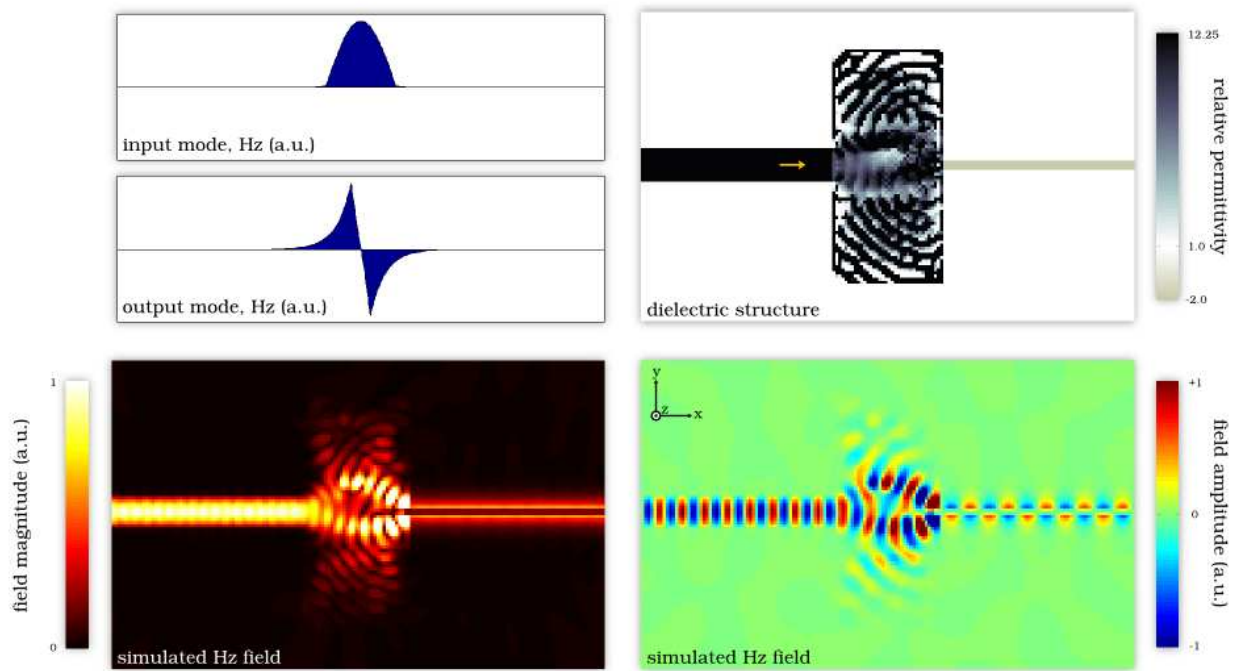 input mode, Hz (a.u.)
output mode, Hz (a.u.)
dielectric structure
12.25
1.0
-2.0
relative permittivity
1
0
field magnitude (a.u.)
simulated Hz field
y
z
x
simulated Hz field
+1
0
-1
field amplitude (a.u.)